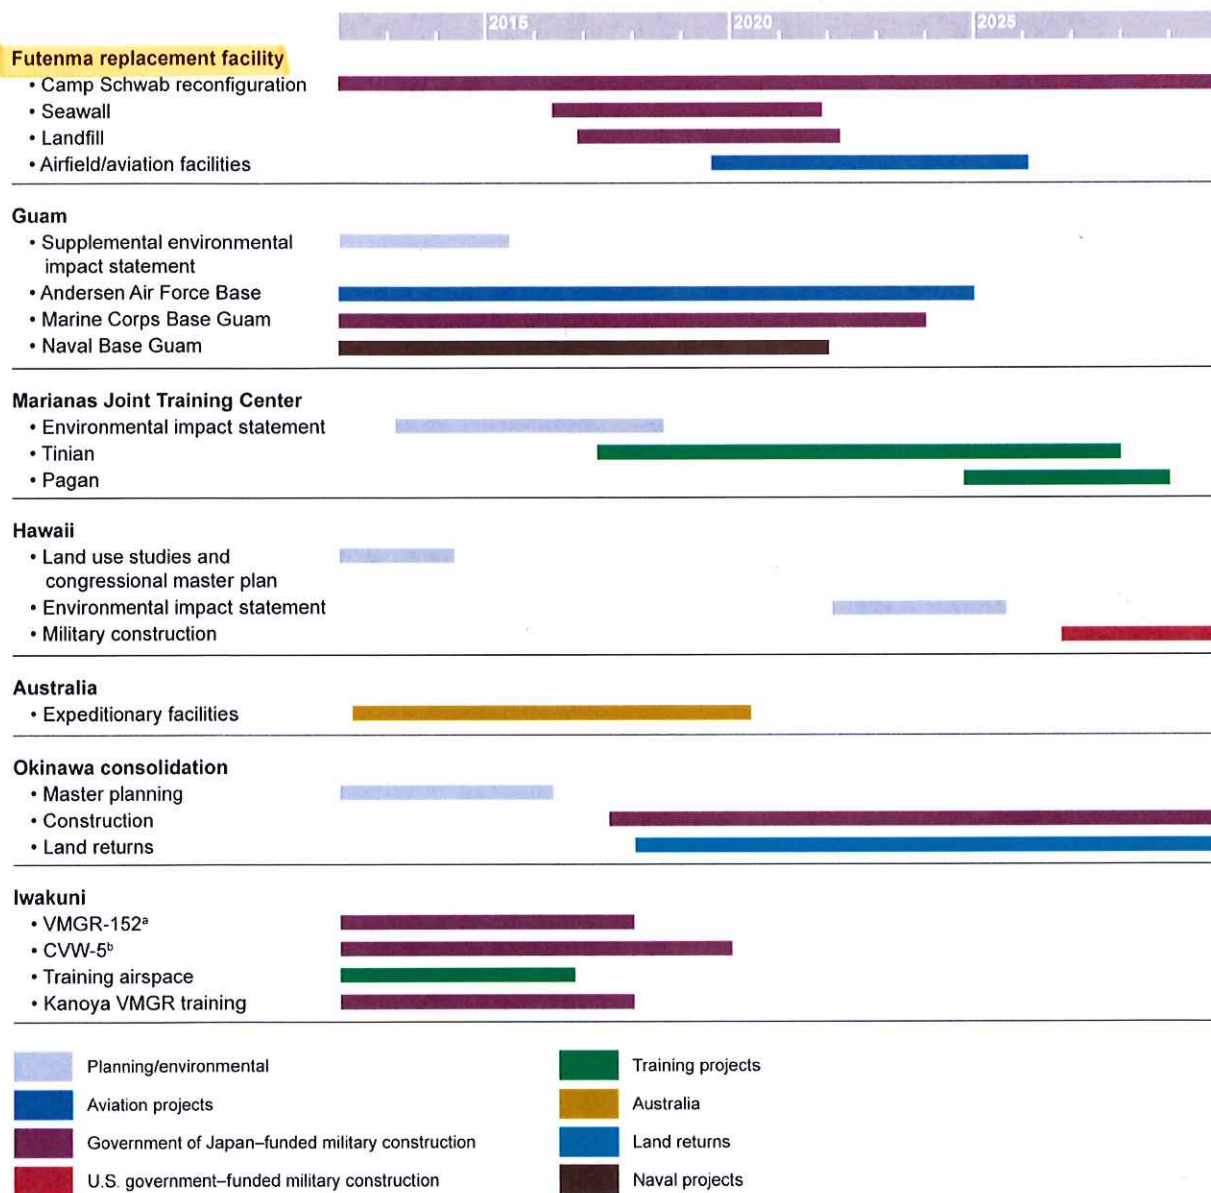 2015 2020 2025
Futenma replacement facility
• Camp Schwab reconfiguration
• Seawall
• Landfill
• Airfield/aviation facilities
Guam
• Supplemental environmental
impact statement
• Andersen Air Force Base
• Marine Corps Base Guam
• Naval Base Guam
Marianas Joint Training Center
• Environmental impact statement
• Tinian
• Pagan
Hawaii
• Land use studies and
congressional master plan
• Environmental impact statement
• Military construction
Australia
• Expeditionary facilities
Okinawa consolidation
• Master planning
• Construction
• Land returns
Iwakuni
• VMGR-152ᵃ
• CVW-5ᵇ
• Training airspace
• Kanoya VMGR training
Planning/environmental
Aviation projects
Government of Japan–funded military construction
U.S. government–funded military construction
Training projects
Australia
Land returns
Naval projects